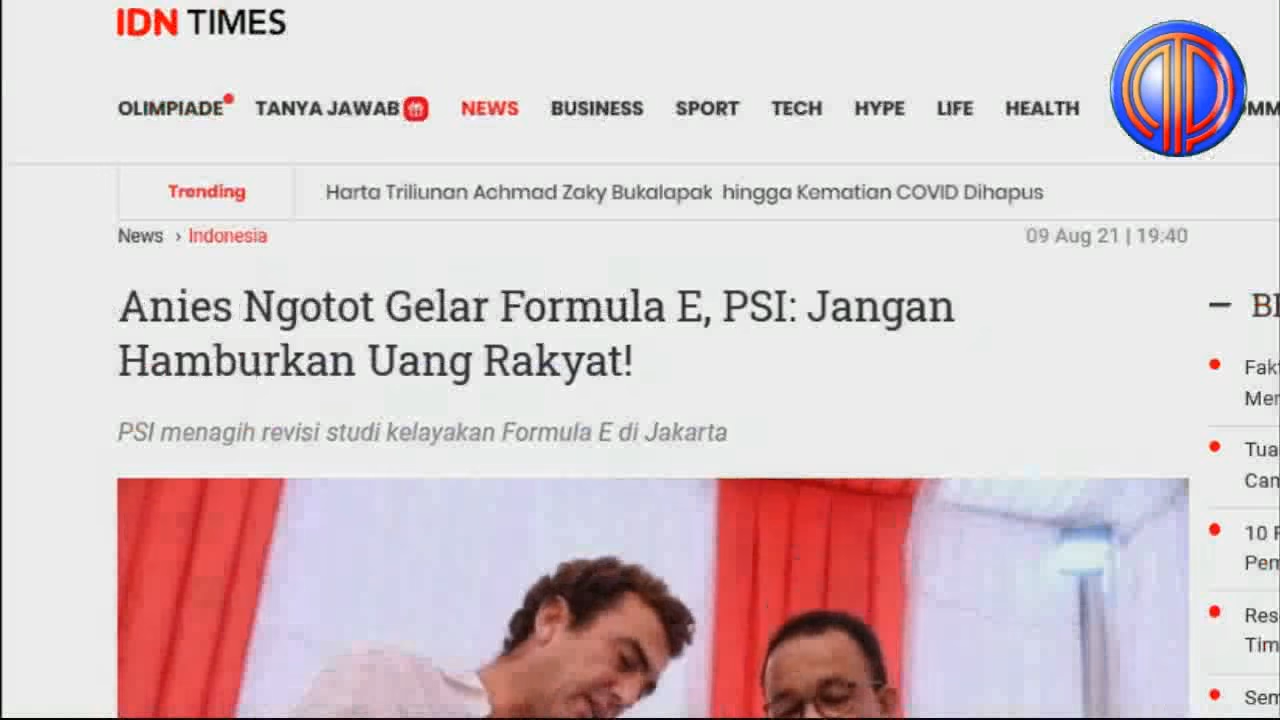 IDN TIMES
OLIMPIADE TANYA JAWAB NEWS BUSINESS SPORT TECH HYPE LIFE HEALTH
Trending Harta Triliunan Achmad Zaky Bukalapak hingga Kematian COVID Dihapus
News › Indonesia 09 Aug 21 | 19:40
Anies Ngotot Gelar Formula E, PSI: Jangan
Hamburkan Uang Rakyat!
PSI menagih revisi studi kelayakan Formula E di Jakarta
10